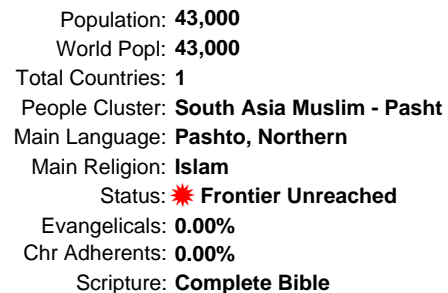 Population: 43,000
World Popl: 43,000
Total Countries: 1
People Cluster: South Asia Muslim - Pasht
Main Language: Pashto, Northern
Main Religion: Islam
Status: Frontier Unreached
Evangelicals: 0.00%
Chr Adherents: 0.00%
Scripture: Complete Bible